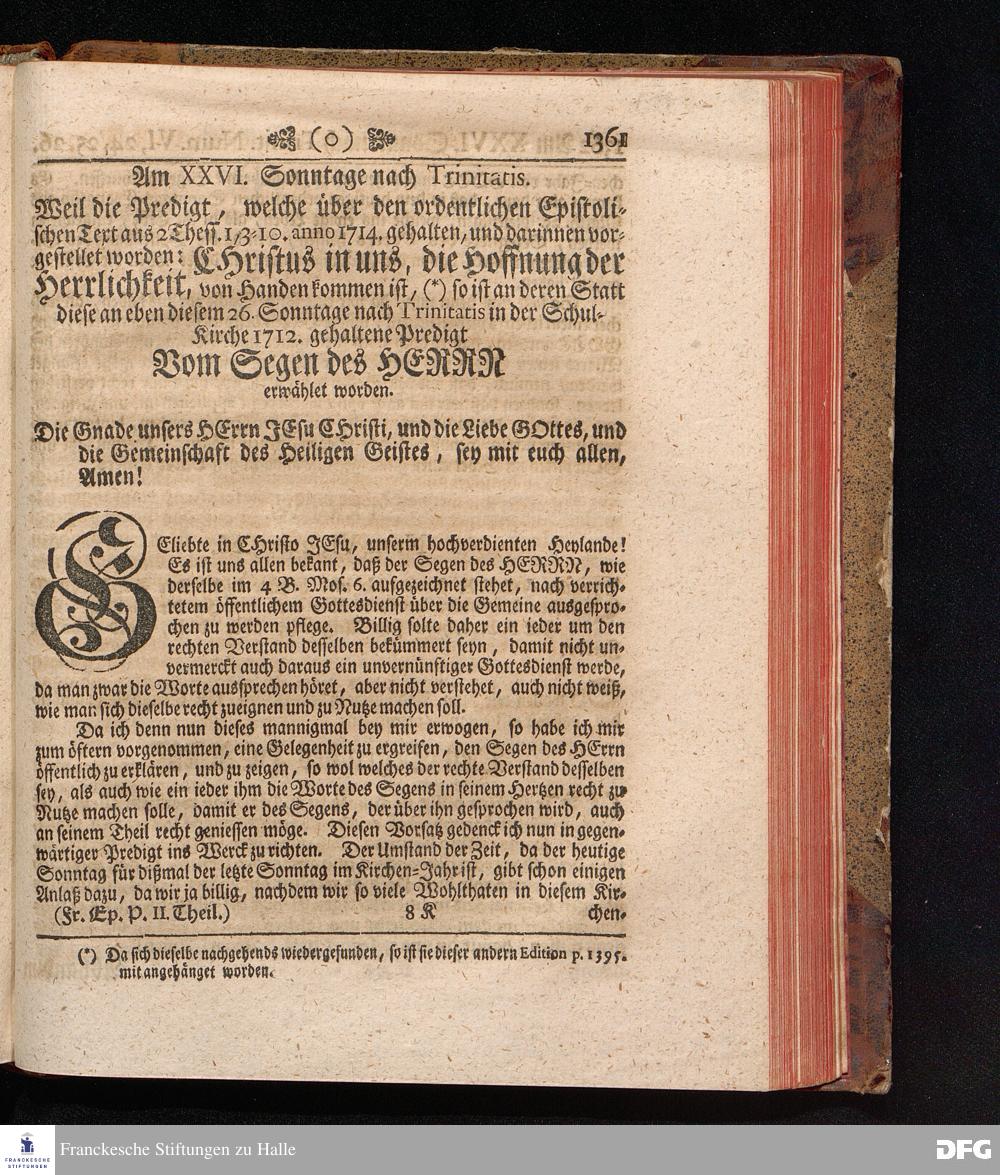 (o) 1361
Am XXVI. Sonntage nach Trinitatis.
Weil die Predigt, welche über den ordentlichen Epistoli-
schen Text aus 2 Thess. 1, 3-10. anno 1714. gehalten, und darinnen vor-
gestellet worden: CHristus in uns, die Hoffnung der
Herrlichkeit, von Handen kommen ist, (*) so ist an deren Statt
diese an eben diesem 26. Sonntage nach Trinitatis in der Schul-
Kirche 1712. gehaltene Predigt
Vom Segen des HERRN
erwählet worden.
Die Gnade unsers HErrn JEsu CHristi, und die Liebe GOttes, und
die Gemeinschaft des Heiligen Geistes, sey mit euch allen,
Amen!
GEliebte in CHristo JEsu, unserm hochverdienten Heylande!
Es ist uns allen bekant, daß der Segen des HERRN, wie
derselbe im 4 B. Mos. 6. aufgezeichnet stehet, nach verrich-
tetem öffentlichem Gottesdienst über die Gemeine ausgespro-
chen zu werden pflege. Billig solte daher ein ieder um den
rechten Verstand desselben bekümmert seyn, damit nicht un-
vermerckt auch daraus ein unvernünftiger Gottesdienst werde,
da man zwar die Worte aussprechen höret, aber nicht verstehet, auch nicht weiß,
wie man sich dieselbe recht zueignen und zu Nutze machen soll.
Da ich denn nun dieses mannigmal bey mir erwogen, so habe ich mir
zum öftern vorgenommen, eine Gelegenheit zu ergreifen, den Segen des HErrn
öffentlich zu erklären, und zu zeigen, so wol welches der rechte Verstand desselben
sey, als auch wie ein ieder ihm die Worte des Segens in seinem Hertzen recht zu
Nutze machen solle, damit er des Segens, der über ihn gesprochen wird, auch
an seinem Theil recht geniessen möge. Diesen Vorsatz gedenck ich nun in gegen-
wärtiger Predigt ins Werck zu richten. Der Umstand der Zeit, da der heutige
Sonntag für dißmal der letzte Sonntag im Kirchen-Jahr ist, gibt schon einigen
Anlaß dazu, da wir ja billig, nachdem wir so viele Wohlthaten in diesem Kir-
(Fr. Ep. P. II. Theil.) 8 K chen-
(*) Da sich dieselbe nachgehends wiedergefunden, so ist sie dieser andern Edition p. 1395.
mit angehänget worden.
FRANCKESCHE STIFTUNGEN
Franckesche Stiftungen zu Halle
DFG